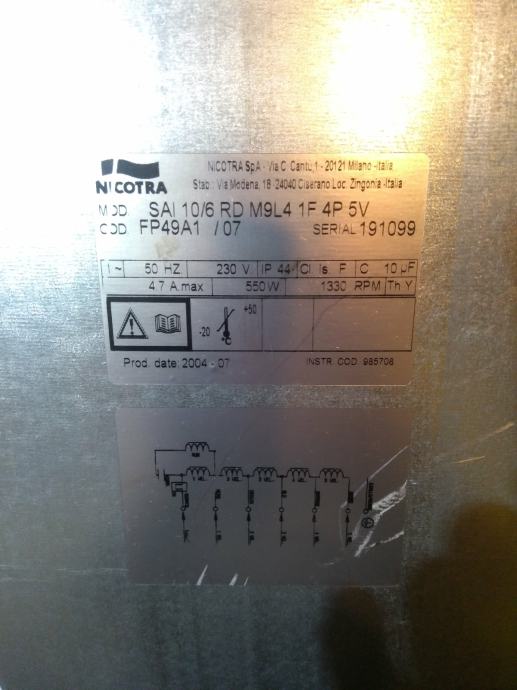 NICOTRA
NICOTRA SpA - Via C. Cantù, 1 - 20121 Milano -Italia
Stab.: Via Modena, 18 -24040 Ciserano Loc. Zingonia -Italia
MOD. SAI 10/6 RD M9L4 1F 4P 5V
COD. FP49A1 /07 SERIAL 191099
1~ 50 HZ. 230 V IP 44 Cl. Is. F C 10 µF
4.7 A.max 550 W 1330 RPM Th Y
-20 +50
°C
Prod. date: 2004 - 07 INSTR. COD. 985708